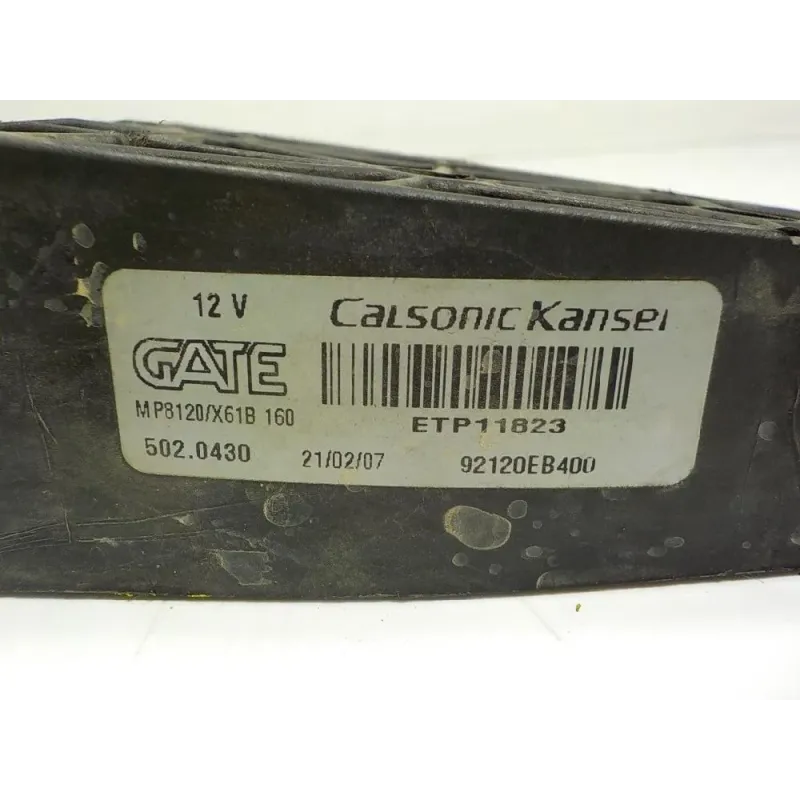 12 V
Calsonic Kansei
GATE
MP8120/X61B 160
ETP11823
502.0430 21/02/07 92120EB400